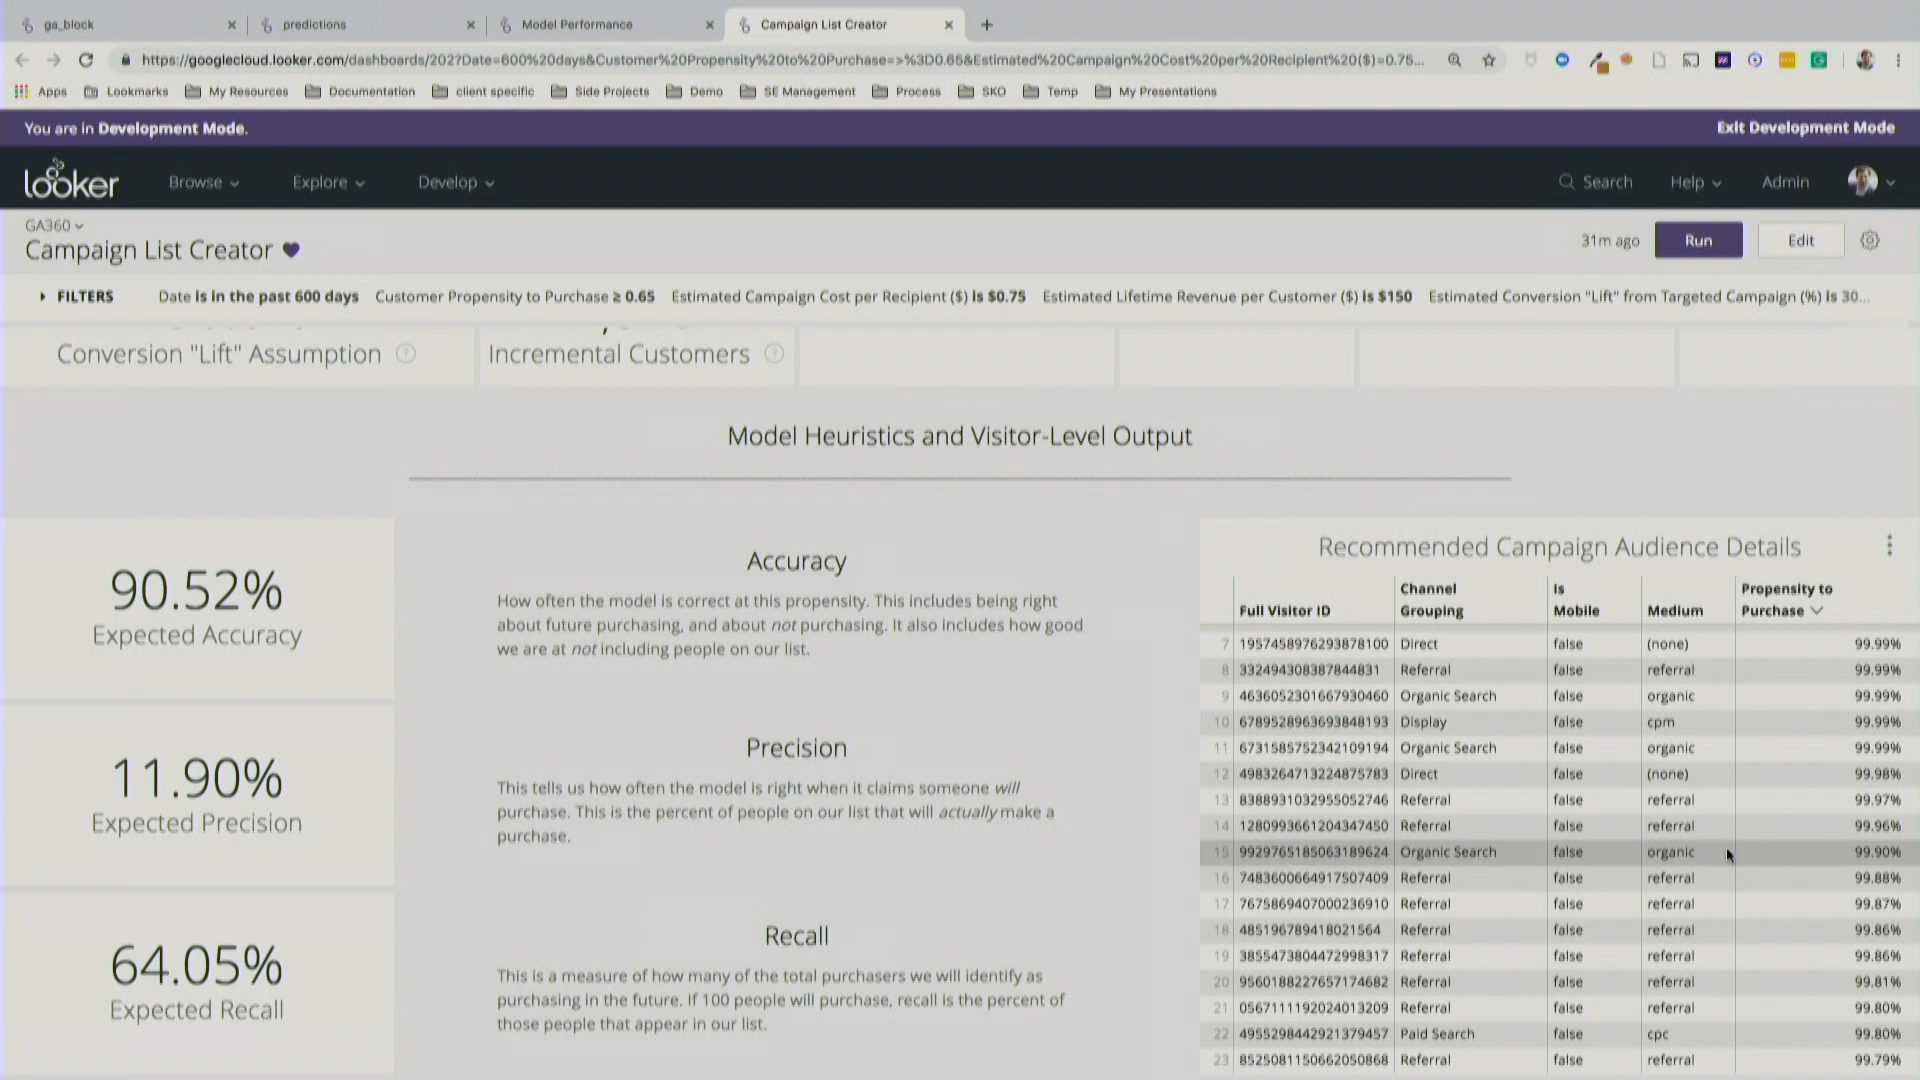 ga_block
predictions
Model Performance
Campaign List Creator
https://googlecloud.looker.com/dashboards/202?Date=600%20days&Customer%20Propensity%20to%20Purchase=>%3D0.65&Estimated%20Campaign%20Cost%20per%20Recipient%20($)=0.75...
Apps Lookmarks My Resources Documentation client specific Side Projects Demo SE Management Process SKO Temp My Presentations
You are in Development Mode. Exit Development Mode
looker Browse Explore Develop Search Help Admin
GA360
Campaign List Creator 31m ago Run Edit
FILTERS Date is in the past 600 days Customer Propensity to Purchase ≥ 0.65 Estimated Campaign Cost per Recipient ($) is $0.75 Estimated Lifetime Revenue per Customer ($) is $150 Estimated Conversion "Lift" from Targeted Campaign (%) is 30...
Conversion "Lift" Assumption Incremental Customers
Model Heuristics and Visitor-Level Output
90.52%
Expected Accuracy
Accuracy
How often the model is correct at this propensity. This includes being right
about future purchasing, and about not purchasing. It also includes how good
we are at not including people on our list.
11.90%
Expected Precision
Precision
This tells us how often the model is right when it claims someone will
purchase. This is the percent of people on our list that will actually make a
purchase.
64.05%
Expected Recall
Recall
This is a measure of how many of the total purchasers we will identify as
purchasing in the future. If 100 people will purchase, recall is the percent of
those people that appear in our list.
Recommended Campaign Audience Details
Full Visitor ID Channel Grouping Is Mobile Medium Propensity to Purchase
7 1957458976293878100 Direct false (none) 99.99%
8 332494308387844831 Referral false referral 99.99%
9 4636052301667930460 Organic Search false organic 99.99%
10 6789528963693848193 Display false cpm 99.99%
11 6731585752342109194 Organic Search false organic 99.99%
12 4983264713224875783 Direct false (none) 99.98%
13 8388931032955052746 Referral false referral 99.97%
14 1280993661204347450 Referral false referral 99.96%
15 9929765185063189624 Organic Search false organic 99.90%
16 7483600664917507409 Referral false referral 99.88%
17 7675869407000236910 Referral false referral 99.87%
18 485196789418021564 Referral false referral 99.86%
19 3855473804472998317 Referral false referral 99.86%
20 9560188227657174682 Referral false referral 99.81%
21 0567111192024013209 Referral false referral 99.80%
22 4955298442921379457 Paid Search false cpc 99.80%
23 8525081150662050868 Referral false referral 99.79%